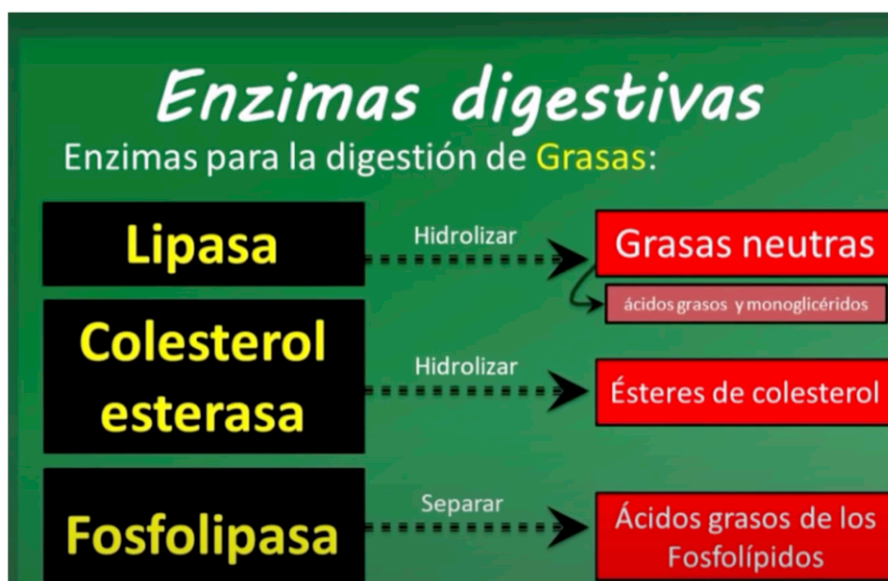 Enzimas digestivas
Enzimas para la digestión de Grasas:
Lipasa
Hidrolizar
Grasas neutras
ácidos grasos y monoglicéridos
Colesterol
esterasa
Hidrolizar
Ésteres de colesterol
Fosfolipasa
Separar
Ácidos grasos de los
Fosfolípidos